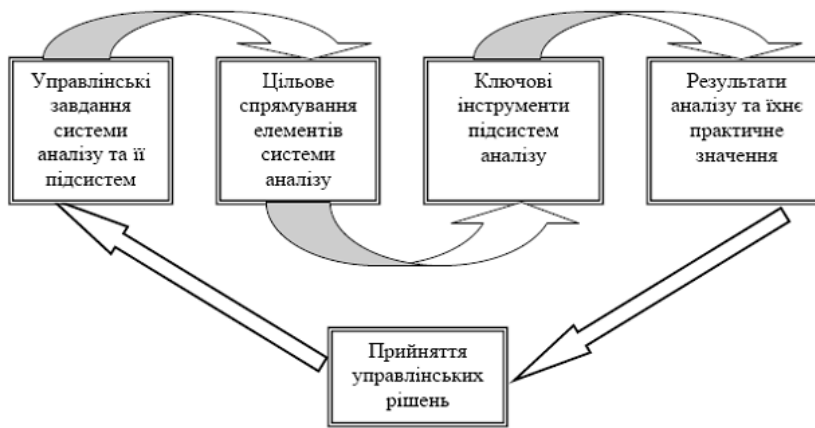 Управлінські
завдання
системи
аналізу та її
підсистем
Цільове
спрямування
елементів
системи
аналізу
Ключові
інструменти
підсистем
аналізу
Результати
аналізу та їхнє
практичне
значення
Прийняття
управлінських
рішень